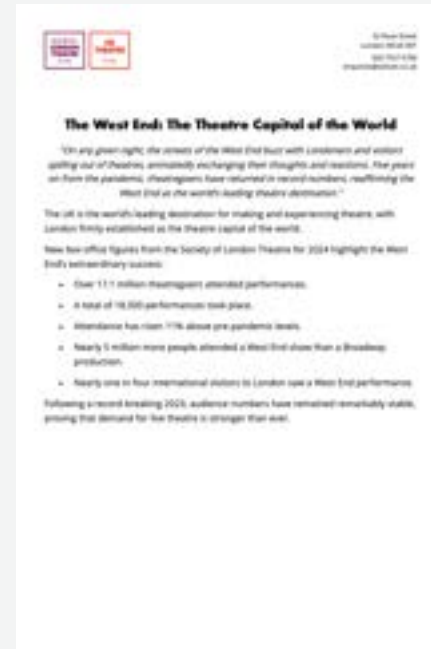 The West End: The Theatre Capital of the World
"On any given night, the streets of the West End buzz with Londoners and visitors
spilling out of theatres, animatedly exchanging their thoughts and reactions. Five years
on from the pandemic, theatregoers have returned in record numbers, reaffirming the
West End as the world's leading theatre destination."
The UK is the world's leading destination for making and experiencing theatre, with
London firmly established as the theatre capital of the world.
New box office figures from the Society of London Theatre for 2024 highlight the West
End's extraordinary success:
Over 17.1 million theatregoers attended performances.
A total of performances took place.
Attendance has risen 11% above pre-pandemic levels.
Nearly 5 million more people attended a West End show than a Broadway
production.
Nearly one in four international visitors to London saw a West End performance.
Following a record-breaking 2023, audience numbers have remained remarkably stable,
proving that demand for live theatre is stronger than ever.